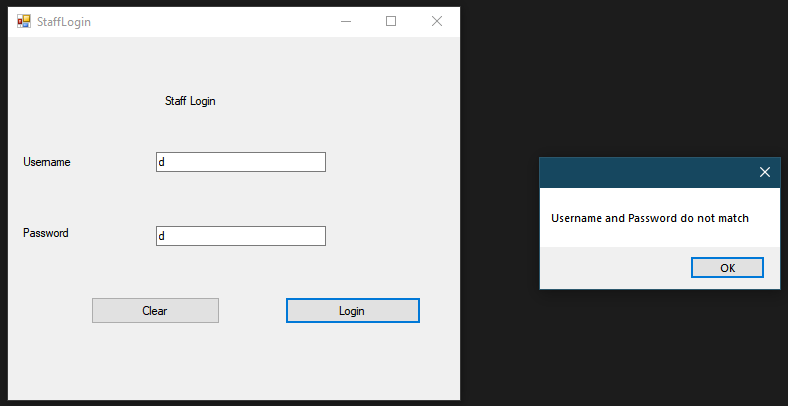 StaffLogin
Staff Login
Username d
Password d
Clear Login
Username and Password do not match
OK